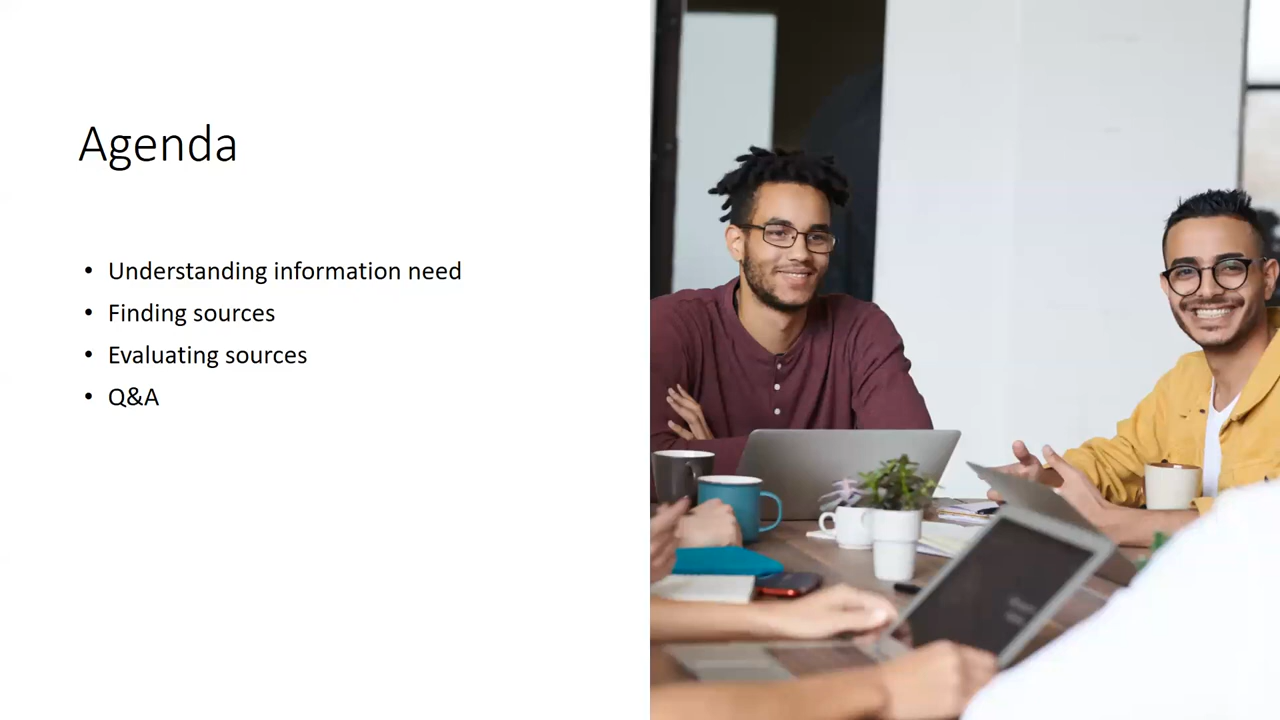 Agenda
• Understanding information need
• Finding sources
• Evaluating sources
• Q&A